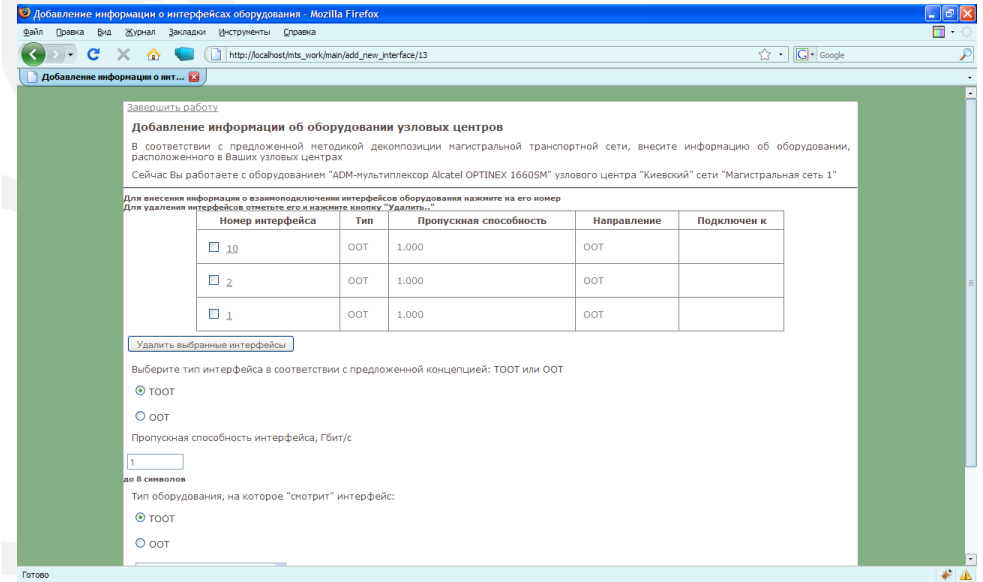 Добавление информации о интерфейсах оборудования - Mozilla Firefox
Файл Правка Вид Журнал Закладки Инструменты Справка
http://localhost/mts_work/main/add_new_interface/13
G Google
Добавление информации о инт...
Завершить работу
Добавление информации об оборудовании узловых центров
В соответствии с предложенной методикой декомпозиции магистральной транспортной сети, внесите информацию об оборудовании,
расположенного в Ваших узловых центрах
Сейчас Вы работаете с оборудованием "ADM-мультиплексор Alcatel OPTINEX 1660SM" узлового центра "Киевский" сети "Магистральная сеть 1"
Для внесения информации о взаимоподключении интерфейсов оборудования нажмите на его номер
Для удаления интерфейсов отметьте его и нажмите кнопку "Удалить.."
Номер интерфейса Тип Пропускная способность Направление Подключен к
10 ООТ 1.000 ООТ
2 ООТ 1.000 ООТ
1 ООТ 1.000 ООТ
Удалить выбранные интерфейсы
Выберите тип интерфейса в соответствии с предложенной концепцией: ТООТ или ООТ
ТООТ
ООТ
Пропускная способность интерфейса, Гбит/с
1
до 8 символов
Тип оборудования, на которое "смотрит" интерфейс:
ТООТ
ООТ
Готово